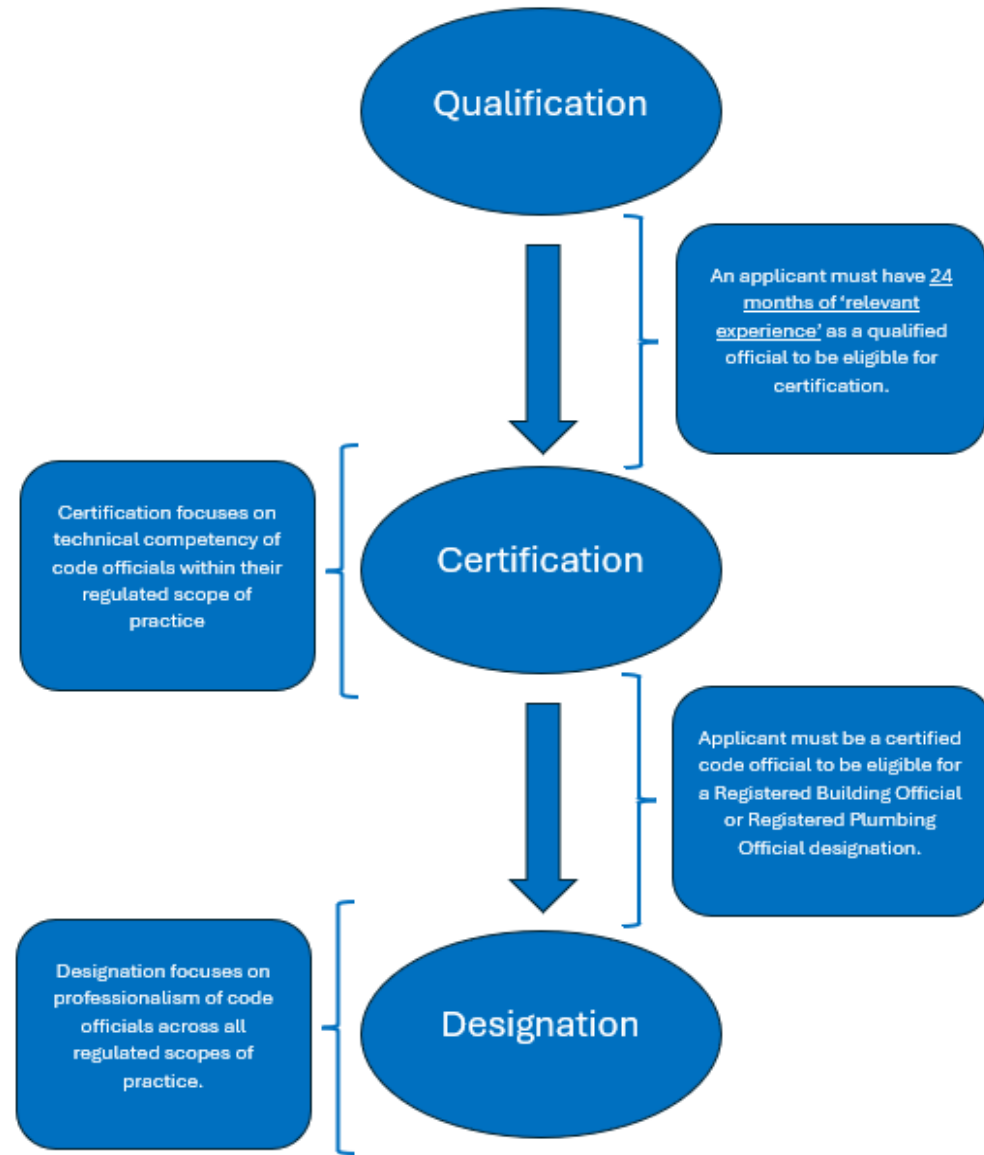 Qualification
An applicant must have 24
months of ‘relevant
experience’ as a qualified
official to be eligible for
certification.
Certification
Certification focuses on
technical competency of
code officials within their
regulated scope of
practice
Applicant must be a certified
code official to be eligible for
a Registered Building Official
or Registered Plumbing
Official designation.
Designation
Designation focuses on
professionalism of code
officials across all
regulated scopes of
practice.